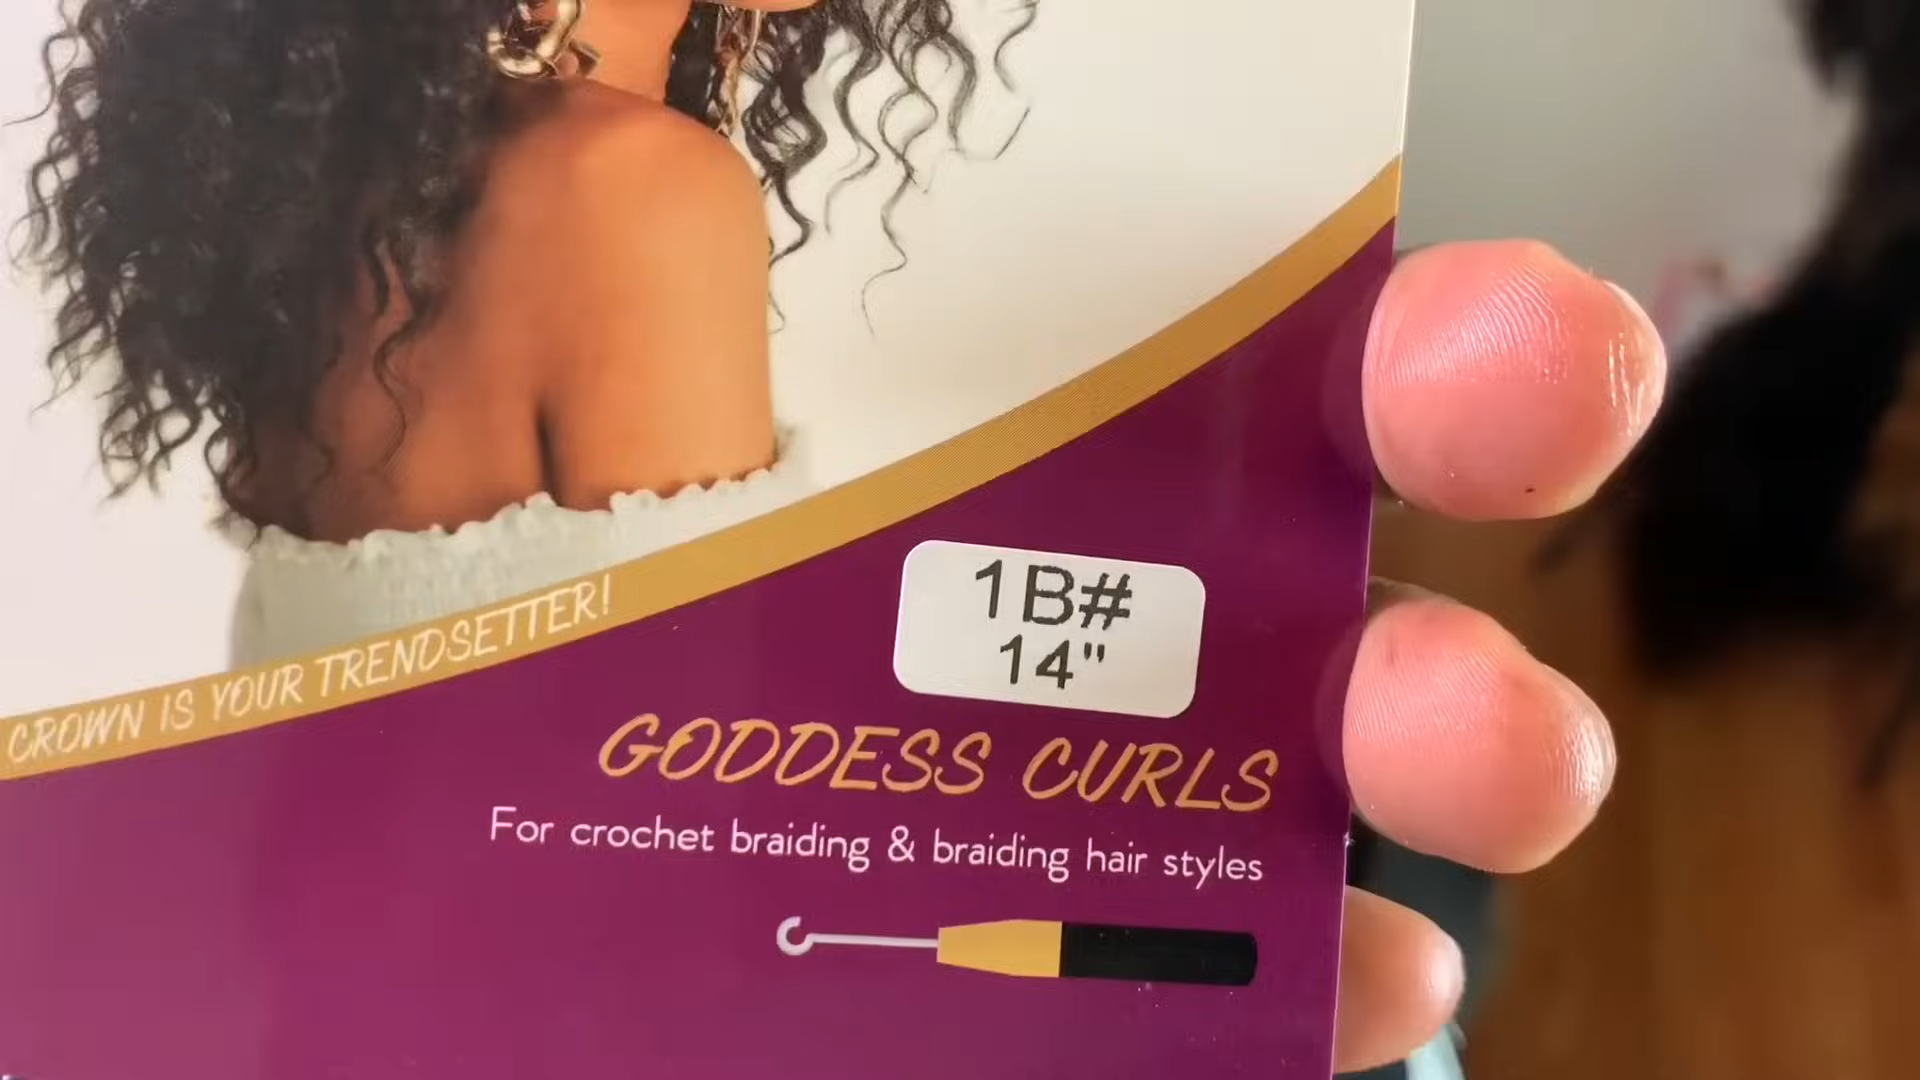 CROWN IS YOUR TRENDSETTER!
1B#
14"
GODDESS CURLS
For crochet braiding & braiding hair styles